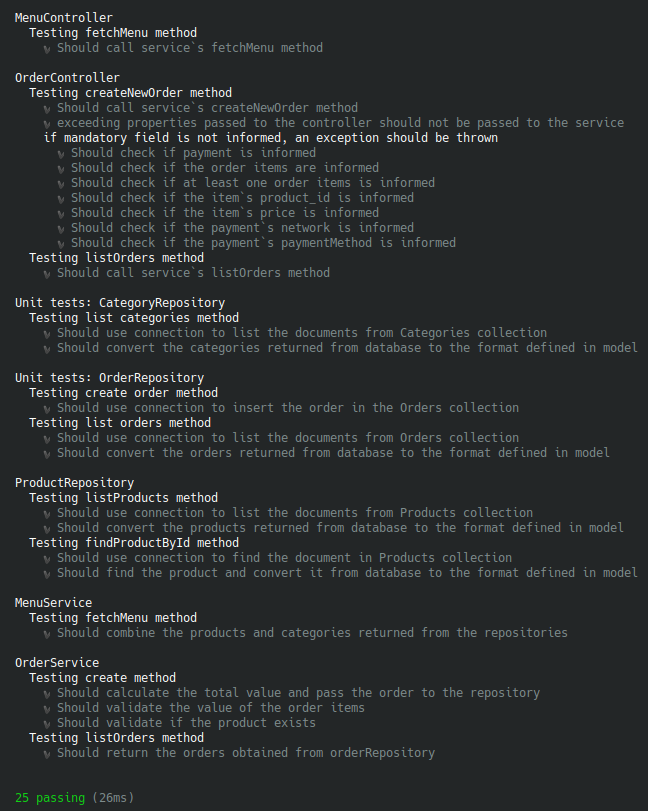 MenuController
Testing fetchMenu method
✓ Should call service`s fetchMenu method
OrderController
Testing createNewOrder method
✓ Should call service`s createNewOrder method
✓ exceeding properties passed to the controller should not be passed to the service
if mandatory field is not informed, an exception should be thrown
✓ Should check if payment is informed
✓ Should check if the order items are informed
✓ Should check if at least one order items is informed
✓ Should check if the item`s product_id is informed
✓ Should check if the item`s price is informed
✓ Should check if the payment`s network is informed
✓ Should check if the payment`s paymentMethod is informed
Testing listOrders method
✓ Should call service`s listOrders method
Unit tests: CategoryRepository
Testing list categories method
✓ Should use connection to list the documents from Categories collection
✓ Should convert the categories returned from database to the format defined in model
Unit tests: OrderRepository
Testing create order method
✓ Should use connection to insert the order in the Orders collection
Testing list orders method
✓ Should use connection to list the documents from Orders collection
✓ Should convert the orders returned from database to the format defined in model
ProductRepository
Testing listProducts method
✓ Should use connection to list the documents from Products collection
✓ Should convert the products returned from database to the format defined in model
Testing findProductById method
✓ Should use connection to find the document in Products collection
✓ Should find the product and convert it from database to the format defined in model
MenuService
Testing fetchMenu method
✓ Should combine the products and categories returned from the repositories
OrderService
Testing create method
✓ Should calculate the total value and pass the order to the repository
✓ Should validate the value of the order items
✓ Should validate if the product exists
Testing listOrders method
✓ Should return the orders obtained from orderRepository
25 passing (26ms)